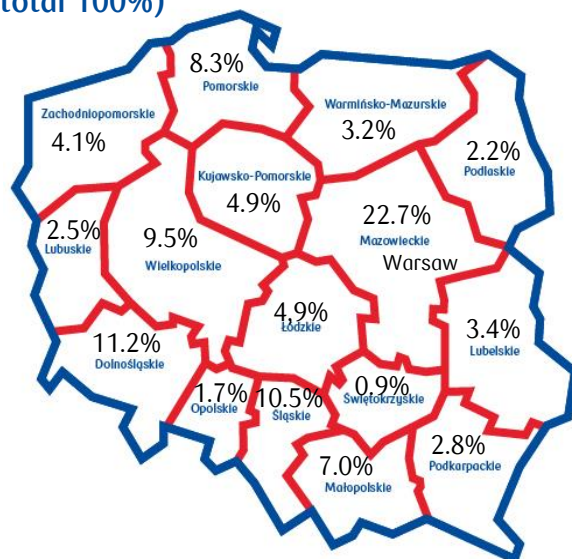 total 100%)
8.3%
Pomorskie
Zachodniopomorskie
4.1%
Warmińsko-Mazurskie
3.2%
2.2%
Podlaskie
Kujawsko-Pomorskie
4.9%
22.7%
Mazowieckie
Warsaw
2.5%
Lubuskie
9.5%
Wielkopolskie
4,9%
Łódzkie
3.4%
Lubelskie
11.2%
Dolnośląskie
1.7%
Opolskie
10.5%
Śląskie
0.9%
Świętokrzyskie
7.0%
Małopolskie
2.8%
Podkarpackie